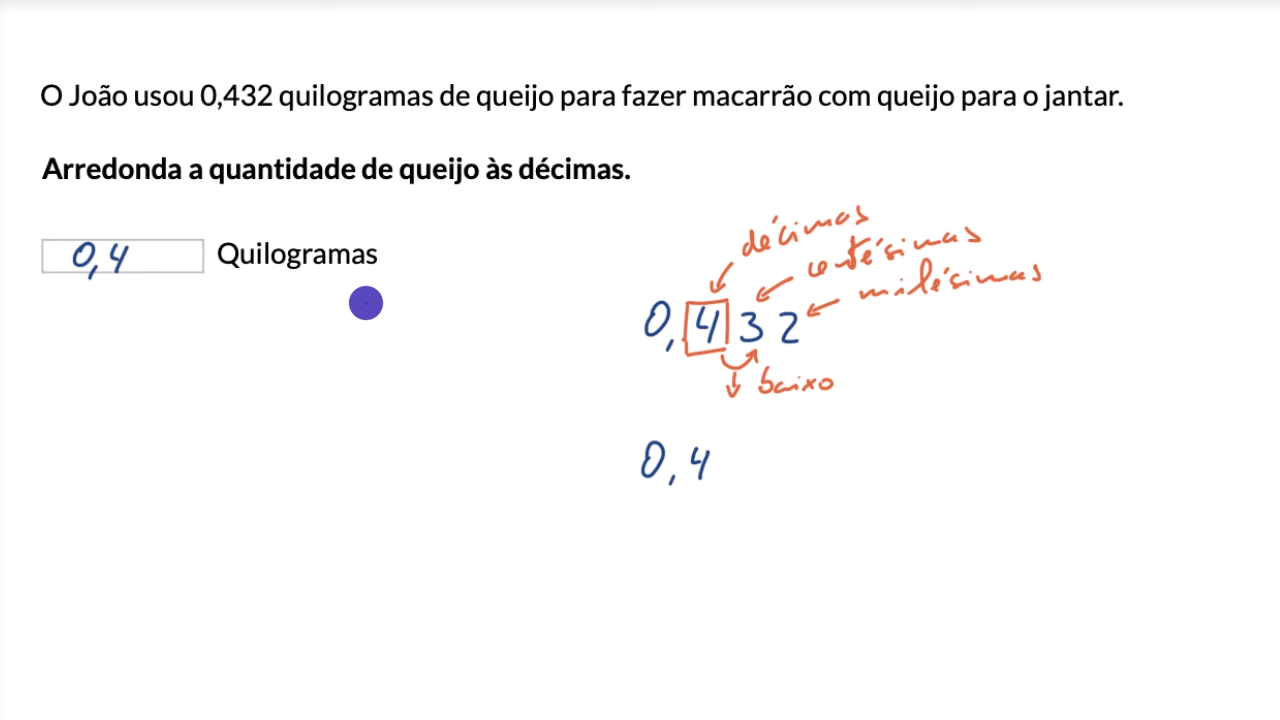 O João usou 0,432 quilogramas de queijo para fazer macarrão com queijo para o jantar.
Arredonda a quantidade de queijo às décimas.
0,4 Quilogramas
décimas
centésimas
milésimas
0,432
baixo
0,4